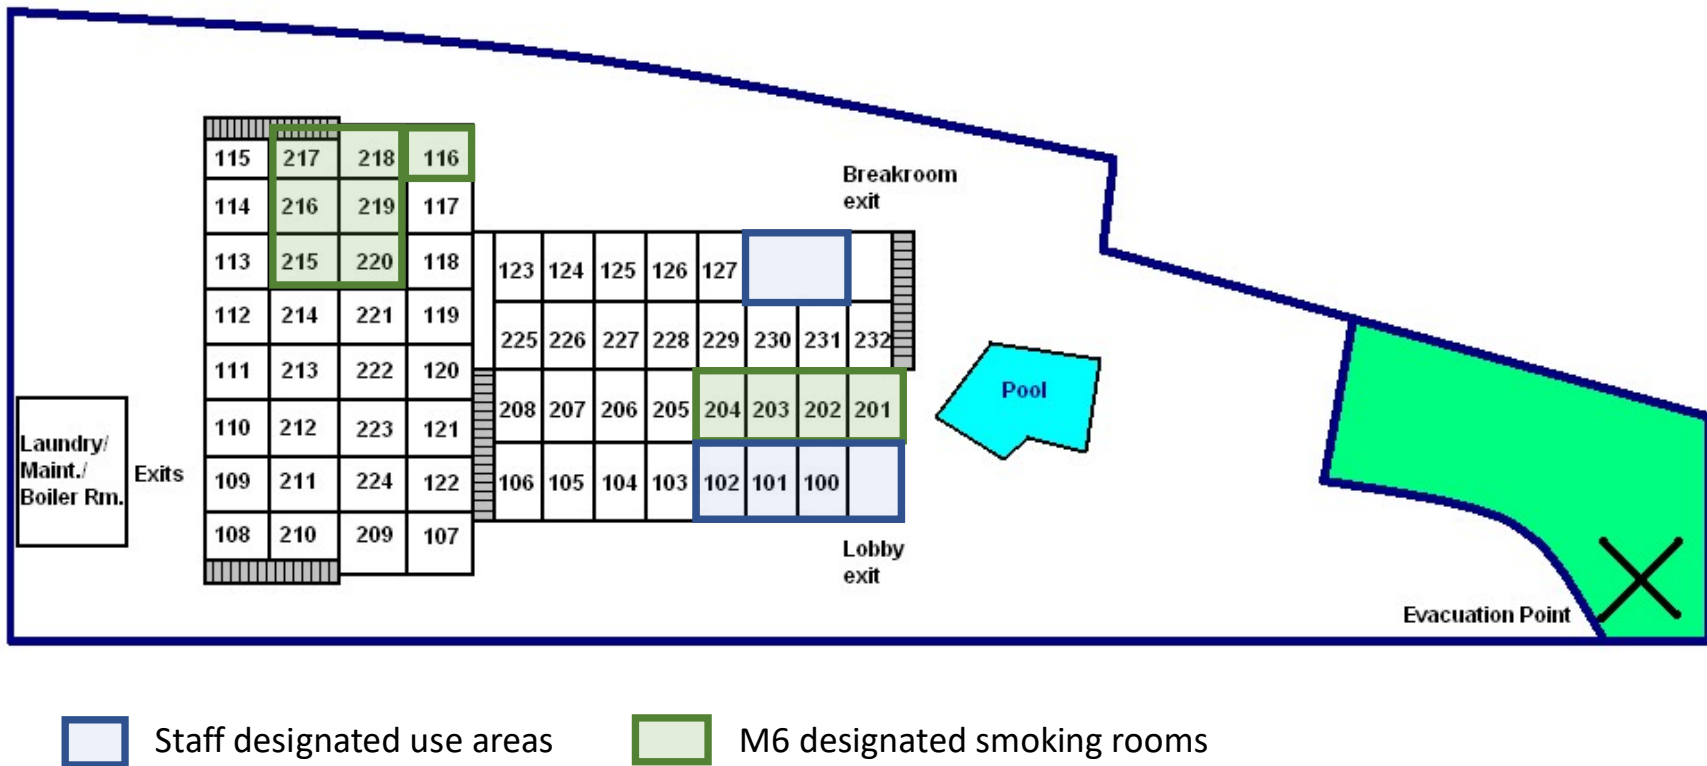 Breakroom
exit
115 217 218 116
114 216 219 117
113 215 220 118
123 124 125 126 127
112 214 221 119
225 226 227 228 229 230 231 232
111 213 222 120
Pool
208 207 206 205 204 203 202 201
110 212 223 121
Laundry/
Maint./
Boiler Rm.
Exits
109 211 224 122
106 105 104 103 102 101 100
108 210 209 107
Lobby
exit
Evacuation Point
Staff designated use areas
M6 designated smoking rooms